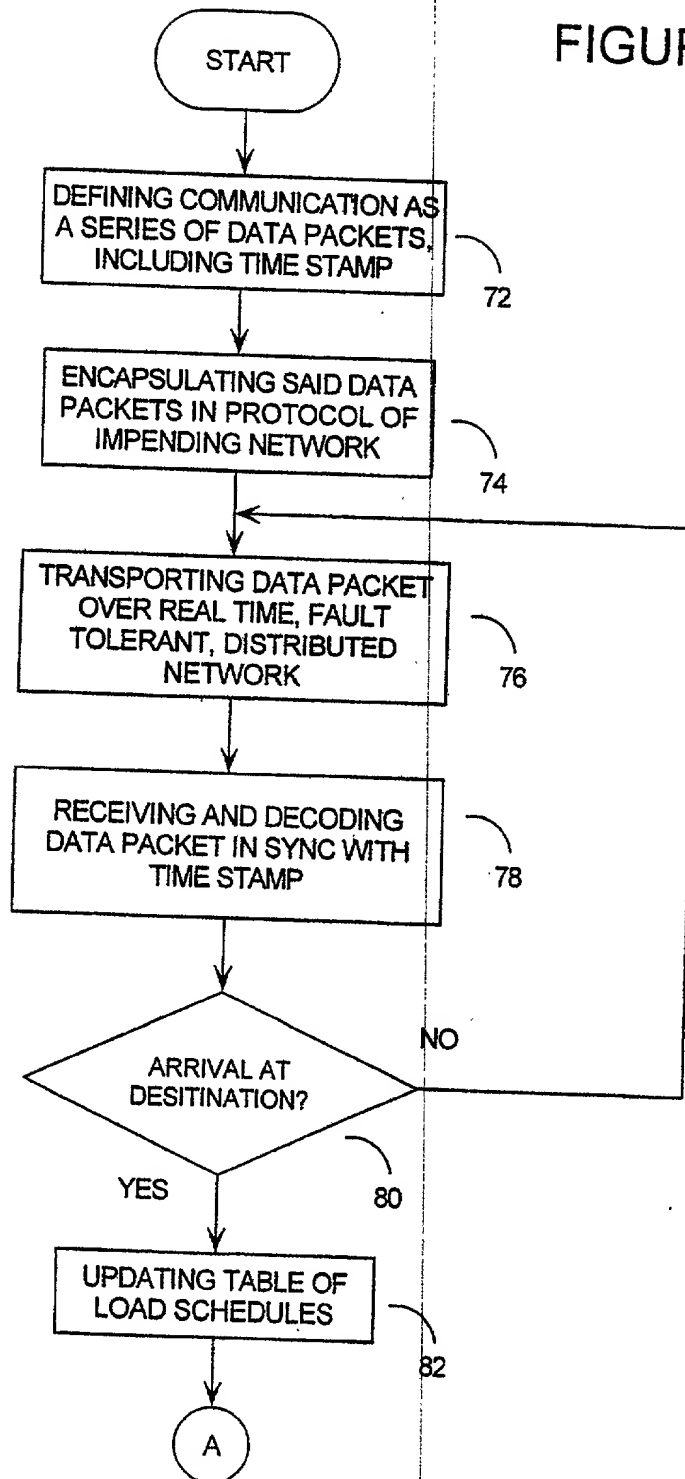 START
FIGUR
DEFINING COMMUNICATION AS
A SERIES OF DATA PACKETS,
INCLUDING TIME STAMP
72
ENCAPSULATING SAID DATA
PACKETS IN PROTOCOL OF
IMPENDING NETWORK
74
TRANSPORTING DATA PACKET
OVER REAL TIME, FAULT
TOLERANT, DISTRIBUTED
NETWORK
76
RECEIVING AND DECODING
DATA PACKET IN SYNC WITH
TIME STAMP
78
NO
ARRIVAL AT
DESITINATION?
80
YES
UPDATING TABLE OF
LOAD SCHEDULES
82
A